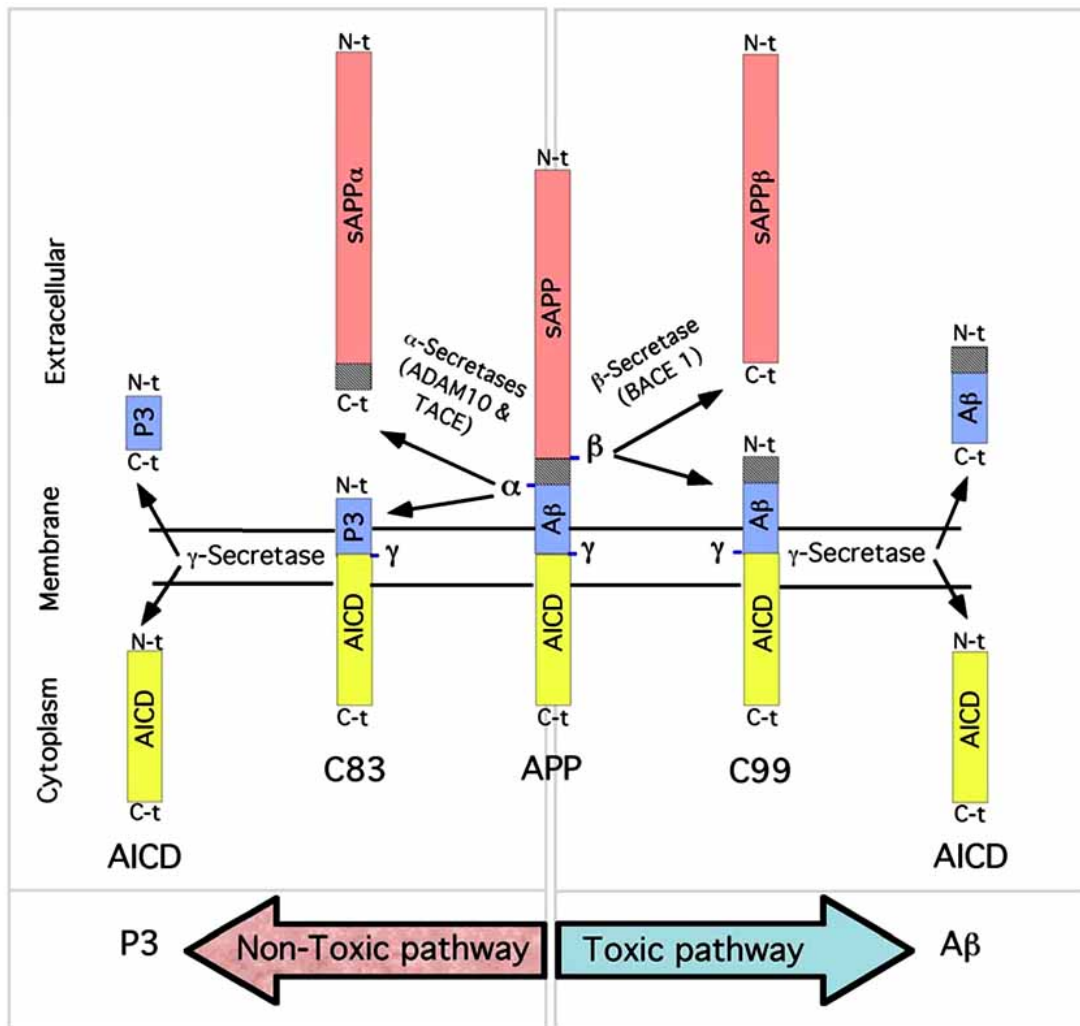 N-t
N-t
N-t
sAPPα
sAPP
sAPPβ
Extracellular
α-Secretases
(ADAM10 &
TACE)
β-Secretase
(BACE 1)
C-t
C-t
N-t
P3
C-t
N-t
Aβ
C-t
α
β
N-t
P3
Aβ
N-t
Aβ
Membrane
γ-Secretase
γ
γ
γ
γ-Secretase
Cytoplasm
N-t
AICD
C-t
AICD
C-t
AICD
C-t
AICD
C-t
N-t
AICD
C-t
C83
APP
C99
AICD
AICD
P3
Non-Toxic pathway
Toxic pathway
Aβ